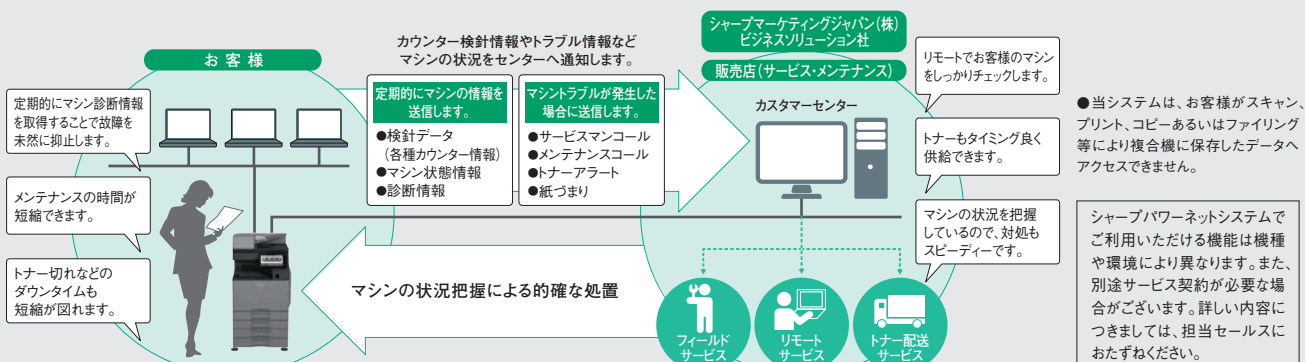 お客様
定期的にマシン診断情報
を取得することで故障を
未然に抑止します。
メンテナンスの時間が
短縮できます。
トナー切れなどの
ダウンタイムも
短縮が図れます。
カウンター検針情報やトラブル情報など
マシンの状況をセンターへ通知します。
定期的にマシンの情報を
送信します。
●検針データ
(各種カウンター情報)
●マシン状態情報
●診断情報
マシントラブルが発生した
場合に送信します。
●サービスマンコール
●メンテナンスコール
●トナーアラート
●紙づまり
マシンの状況把握による的確な処置
シャープマーケティングジャパン(株)
ビジネスソリューション社
販売店(サービス・メンテナンス)
カスタマーセンター
リモートでお客様のマシン
をしっかりチェックします。
トナーもタイミング良く
供給できます。
マシンの状況を把握
しているので、対処も
スピーディーです。
フィールド
サービス
リモート
サービス
トナー配送
サービス
●当システムは、お客様がスキャン、
プリント、コピーあるいはファイリング
等により複合機に保存したデータへ
アクセスできません。
シャープパワーネットシステムで
ご利用いただける機能は機種
や環境により異なります。また、
別途サービス契約が必要な場
合がございます。詳しい内容に
つきましては、担当セールスに
おたずねください。